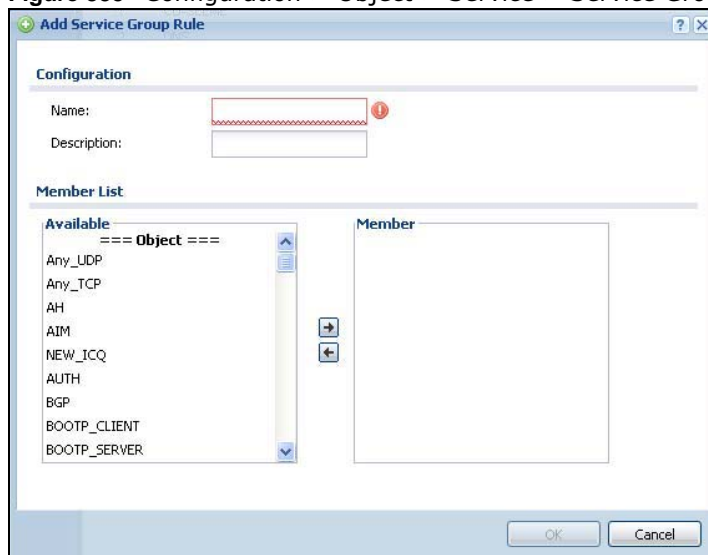 Add Service Group Rule
Configuration
Name:
Description:
Member List
Available
=== Object ===
Any_UDP
Any_TCP
AH
AIM
NEW_ICQ
AUTH
BGP
BOOTP_CLIENT
BOOTP_SERVER
Member
OK
Cancel